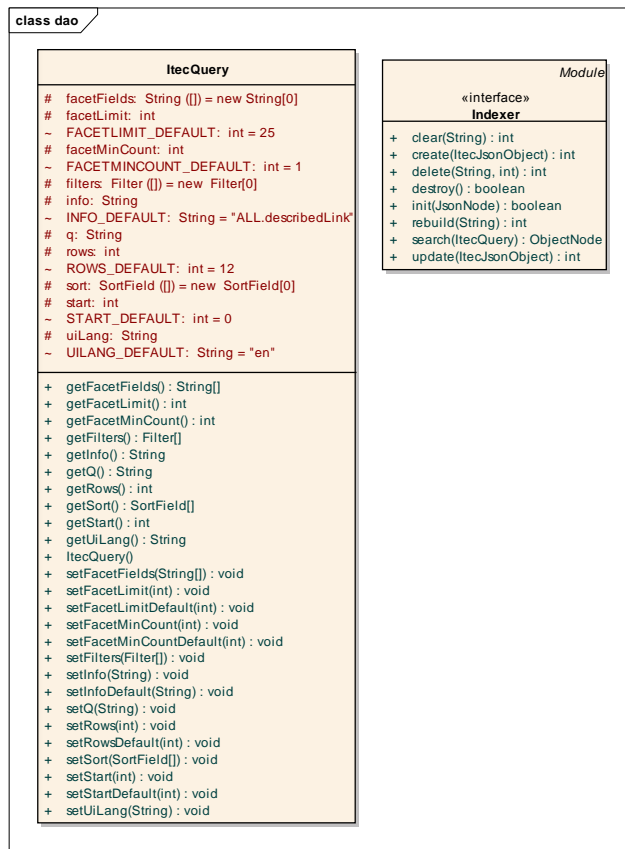 class dao
ItecQuery
# facetFields: String ([]) = new String[0]
# facetLimit: int
~ FACETLIMIT_DEFAULT: int = 25
# facetMinCount: int
~ FACETMINCOUNT_DEFAULT: int = 1
# filters: Filter ([]) = new Filter[0]
# info: String
~ INFO_DEFAULT: String = "ALL.describedLink"
# q: String
# rows: int
~ ROWS_DEFAULT: int = 12
# sort: SortField ([]) = new SortField[0]
# start: int
~ START_DEFAULT: int = 0
# uiLang: String
~ UILANG_DEFAULT: String = "en"
+ getFacetFields() : String[]
+ getFacetLimit() : int
+ getFacetMinCount() : int
+ getFilters() : Filter[]
+ getInfo() : String
+ getQ() : String
+ getRows() : int
+ getSort() : SortField[]
+ getStart() : int
+ getUiLang() : String
+ ItecQuery()
+ setFacetFields(String[]) : void
+ setFacetLimit(int) : void
+ setFacetLimitDefault(int) : void
+ setFacetMinCount(int) : void
+ setFacetMinCountDefault(int) : void
+ setFilters(Filter[]) : void
+ setInfo(String) : void
+ setInfoDefault(String) : void
+ setQ(String) : void
+ setRows(int) : void
+ setRowsDefault(int) : void
+ setSort(SortField[]) : void
+ setStart(int) : void
+ setStartDefault(int) : void
+ setUiLang(String) : void
Module
«interface»
Indexer
+ clear(String) : int
+ create(ItecJsonObject) : int
+ delete(String, int) : int
+ destroy() : boolean
+ init(JsonNode) : boolean
+ rebuild(String) : int
+ search(ItecQuery) : ObjectNode
+ update(ItecJsonObject) : int